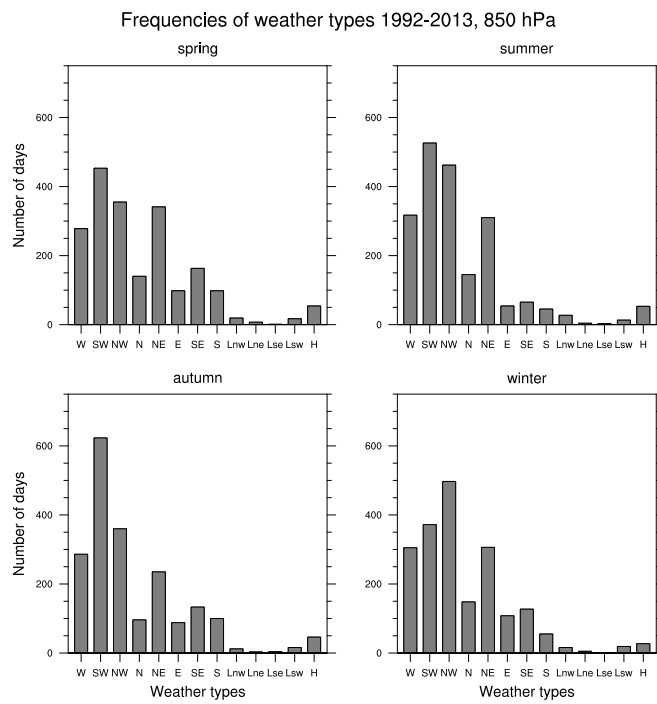 Frequencies of weather types 1992-2013, 850 hPa
spring
summer
Number of days
600
400
200
0
W SW NW N NE E SE S Lnw Lne Lse Lsw H
600
400
200
0
W SW NW N NE E SE S Lnw Lne Lse Lsw H
autumn
winter
Number of days
600
400
200
0
W SW NW N NE E SE S Lnw Lne Lse Lsw H
Weather types
600
400
200
0
W SW NW N NE E SE S Lnw Lne Lse Lsw H
Weather types